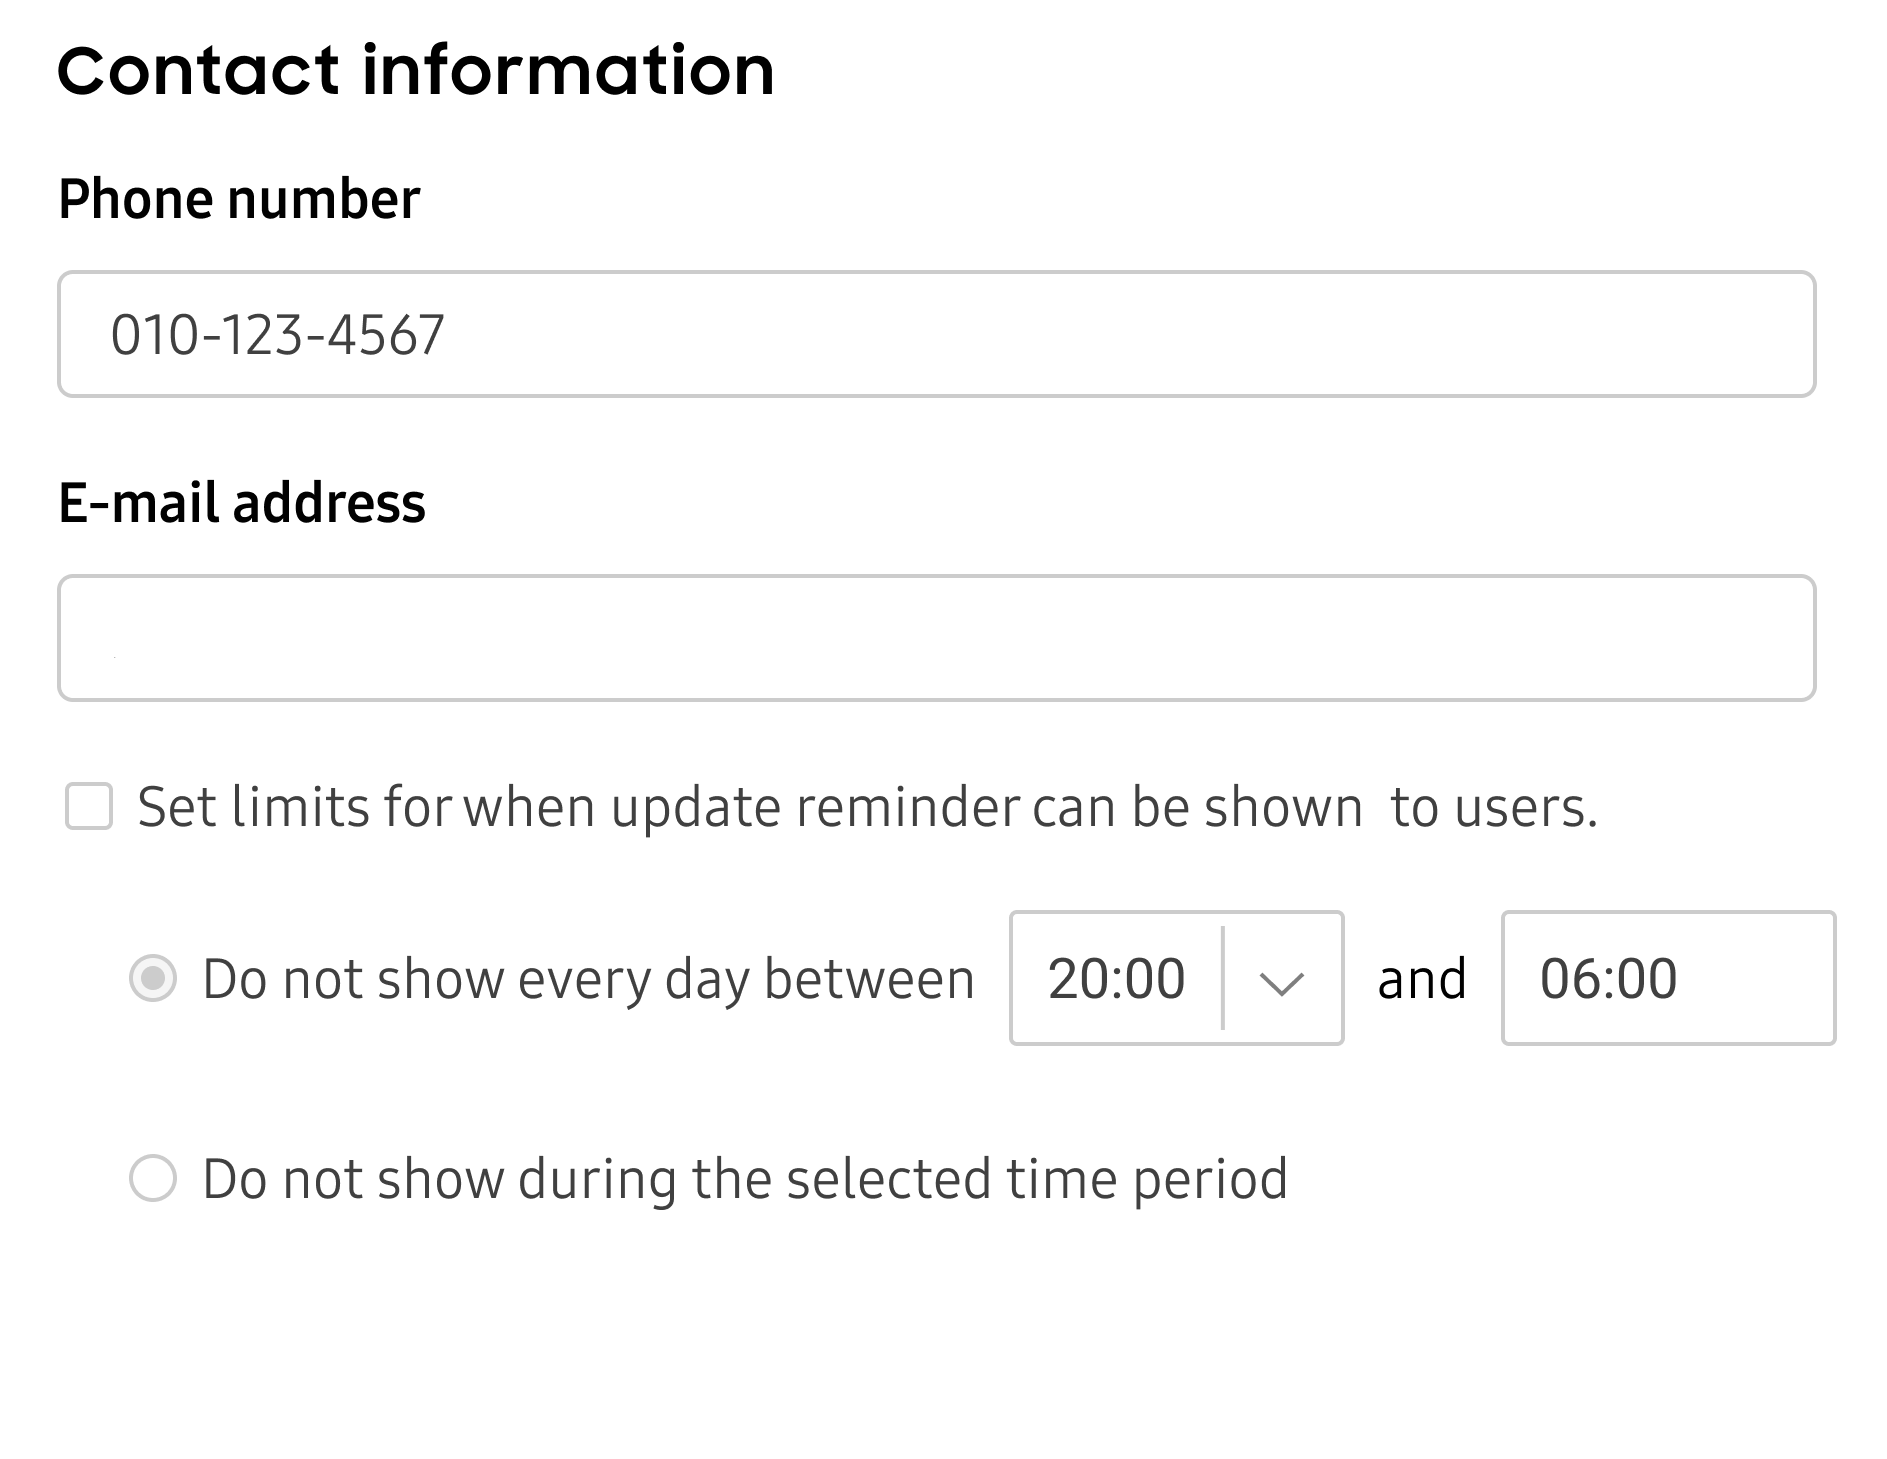 Contact information
Phone number
010-123-4567
E-mail address
Set limits for when update reminder can be shown  to users.
Do not show every day between 20:00 and 06:00
Do not show during the selected time period